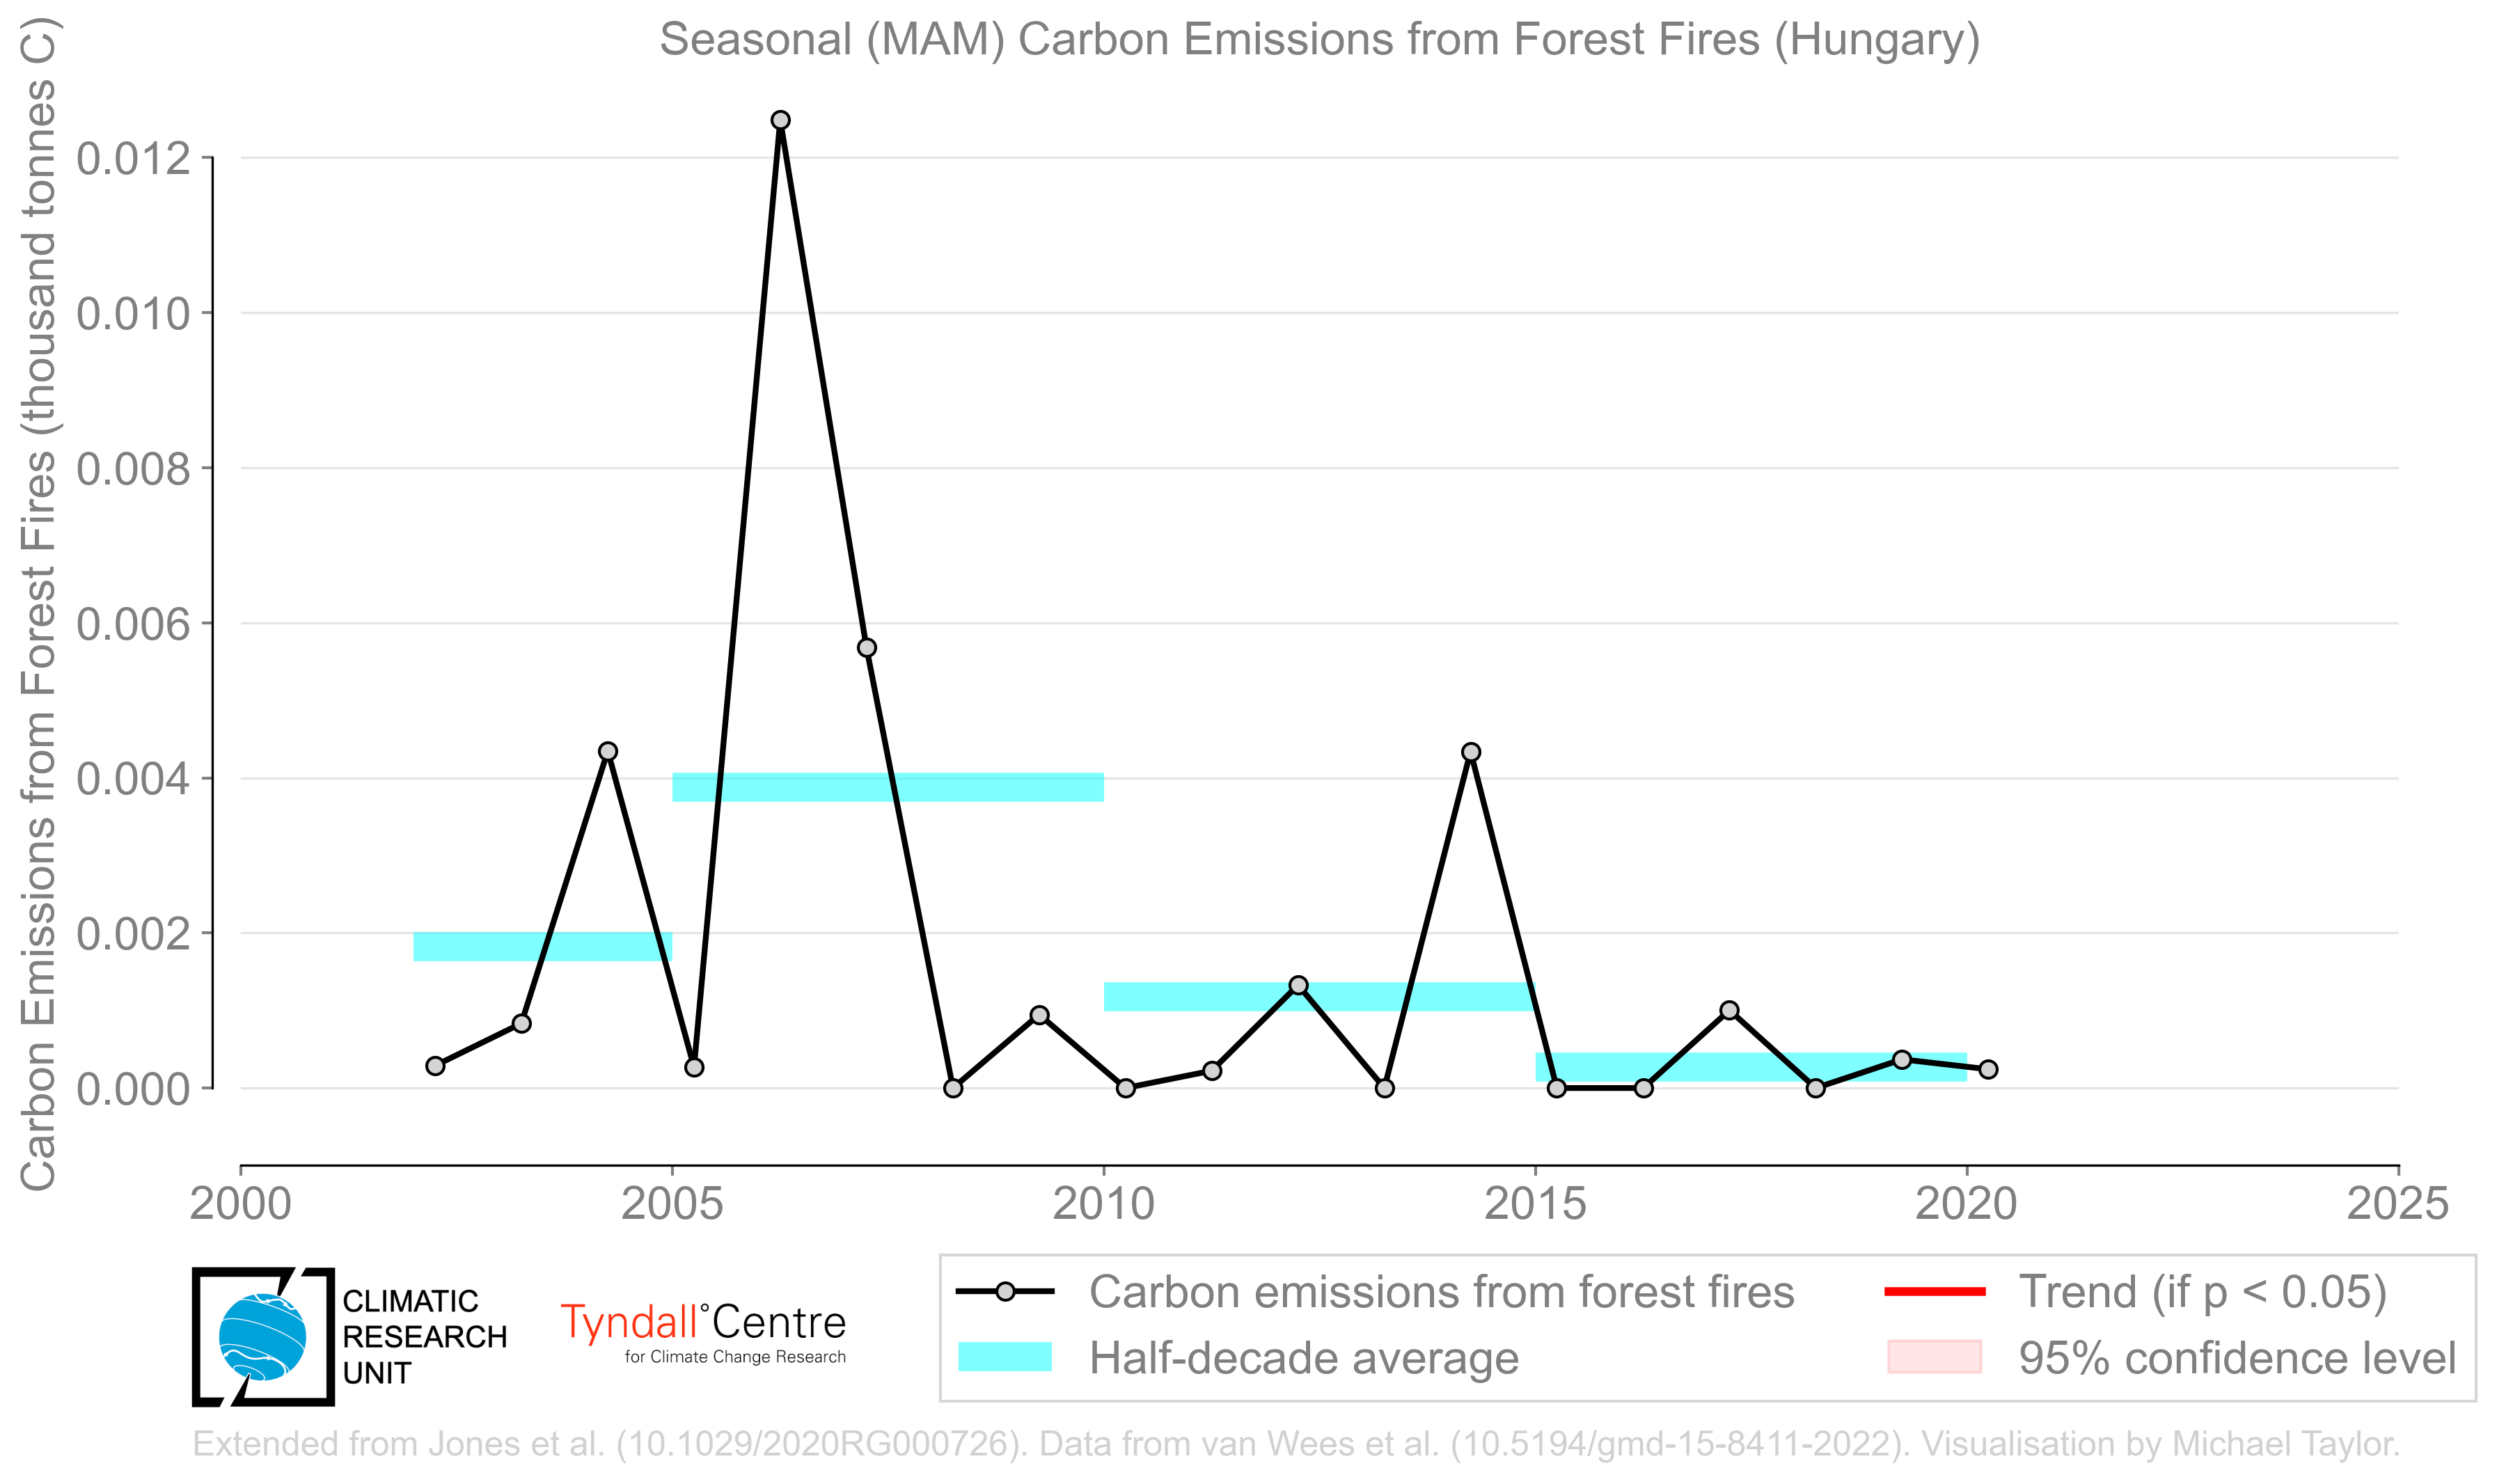 Seasonal (MAM) Carbon Emissions from Forest Fires (Hungary)
Carbon Emissions from Forest Fires (thousand tonnes C)
0.012
0.010
0.008
0.006
0.004
0.002
0.000
2000 2005 2010 2015 2020 2025
CLIMATIC
RESEARCH
UNIT
Tyndall°Centre
for Climate Change Research
Carbon emissions from forest fires
Half-decade average
Trend (if p < 0.05)
95% confidence level
Extended from Jones et al. (10.1029/2020RG000726). Data from van Wees et al. (10.5194/gmd-15-8411-2022). Visualisation by Michael Taylor.